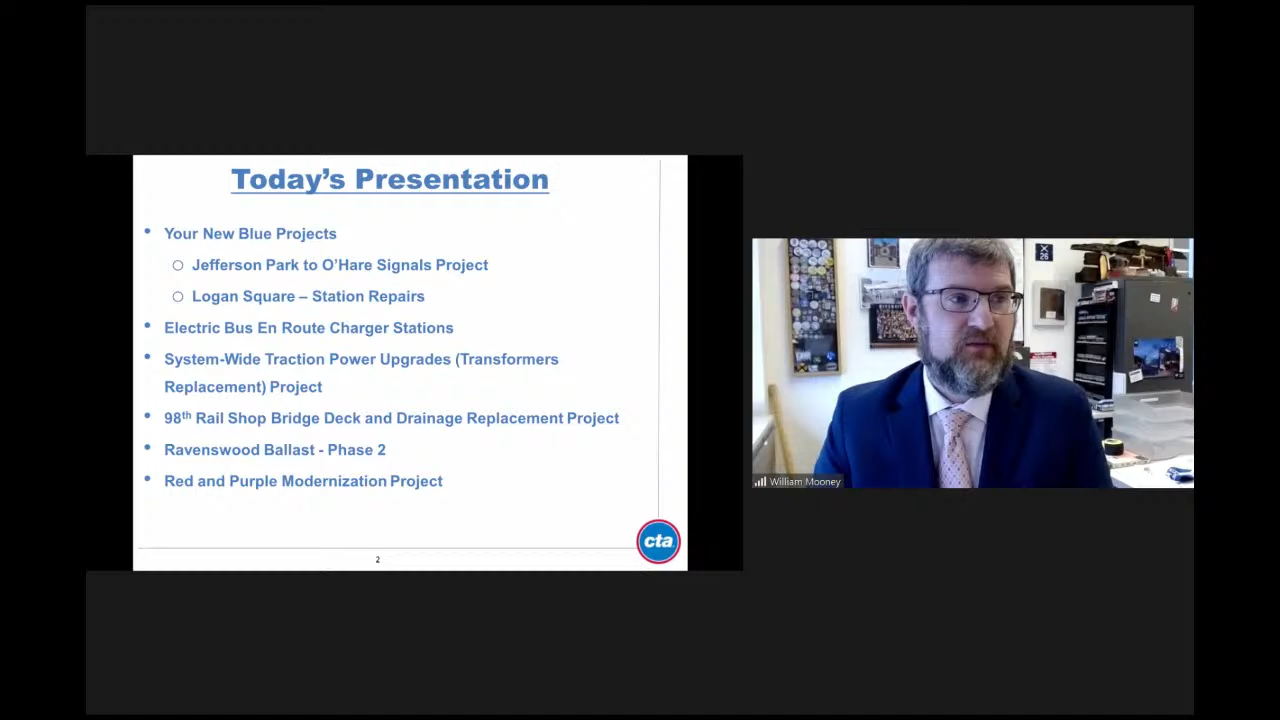 Today’s Presentation
• Your New Blue Projects
○ Jefferson Park to O’Hare Signals Project
○ Logan Square – Station Repairs
• Electric Bus En Route Charger Stations
• System-Wide Traction Power Upgrades (Transformers
Replacement) Project
• 98th Rail Shop Bridge Deck and Drainage Replacement Project
• Ravenswood Ballast - Phase 2
• Red and Purple Modernization Project
cta
2
X
26
William Mooney